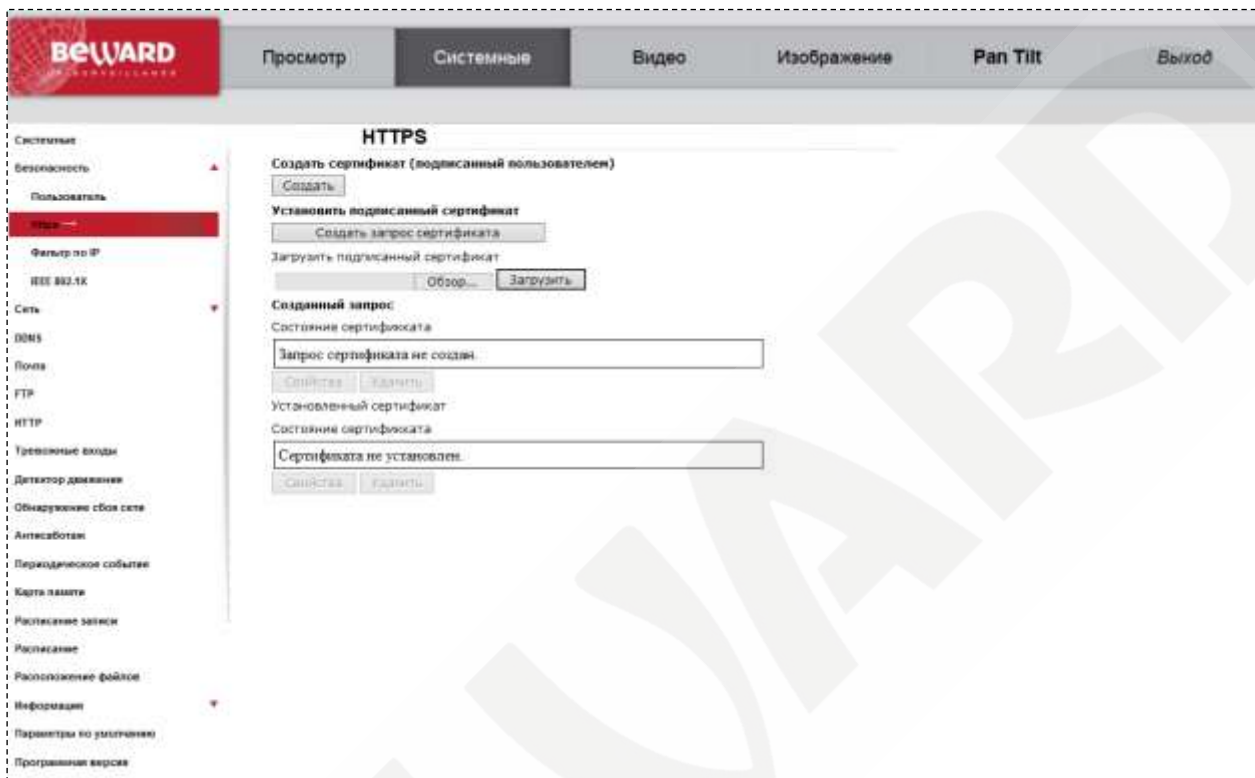 BEWARD
Просмотр
Системные
Видео
Изображение
Pan Tilt
Выход
Системные
Безопасность
Пользователь
Https
Фильтр по IP
IEEE 802.1X
Сеть
DDNS
Почта
FTP
HTTP
Тревожные входы
Детектор движения
Обнаружение сбоя сети
Антисаботаж
Периодическое событие
Карта памяти
Расписание записи
Расписание
Расположение файлов
Информация
Параметры по умолчанию
Программная версия
HTTPS
Создать сертификат (подписанный пользователем)
Создать
Установить подписанный сертификат
Создать запрос сертификата
Загрузить подписанный сертификат
Обзор... Загрузить
Созданный запрос
Состояние сертификката
Запрос сертификата не создан.
Свойства Удалить
Установленный сертификат
Состояние сертификката
Сертификата не установлен.
Свойства Удалить